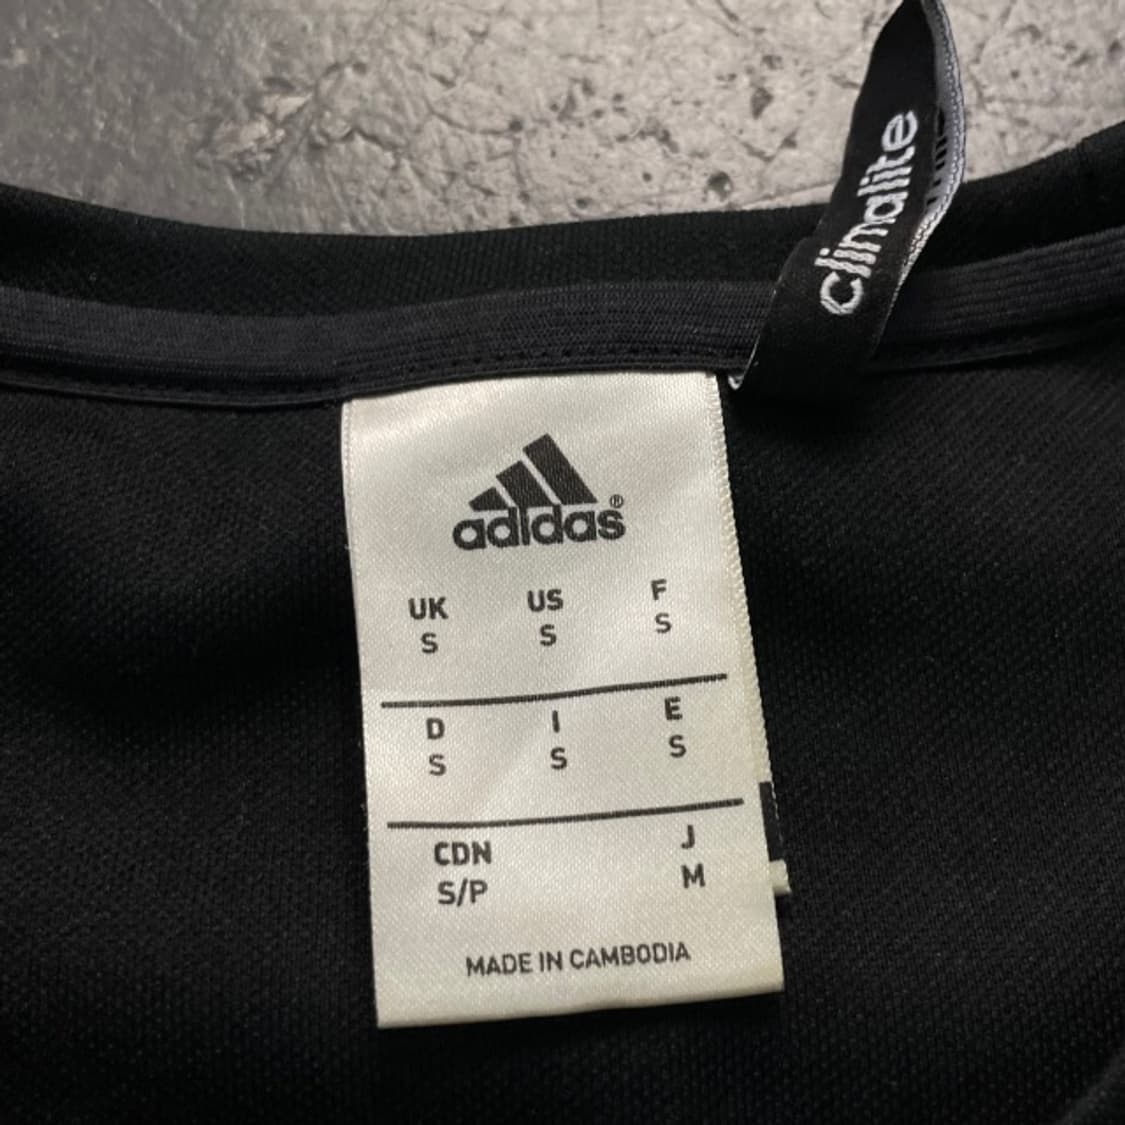 climalite
adidas®
UK US F
S S S
D I E
S S S
CDN J
S/P M
MADE IN CAMBODIA